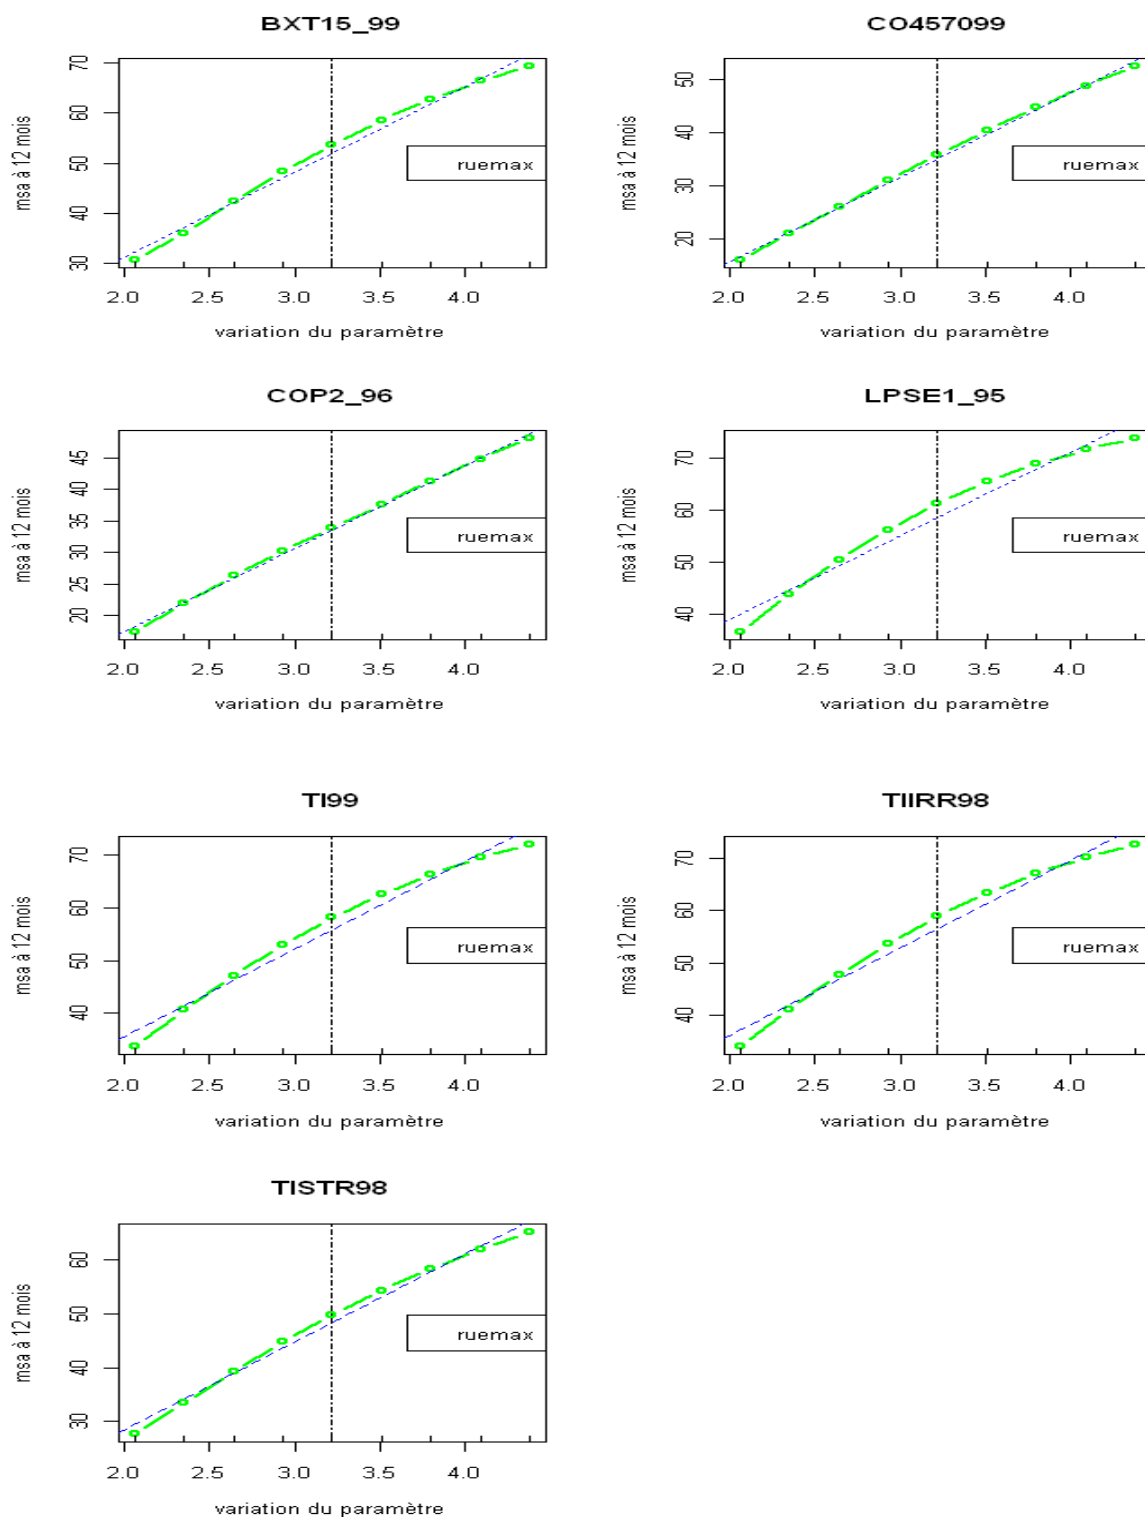 BXT15_99
msa à 12 mois
70
60
50
40
30
ruemax
2.0 2.5 3.0 3.5 4.0
variation du paramètre
CO457099
msa à 12 mois
50
40
30
20
ruemax
2.0 2.5 3.0 3.5 4.0
variation du paramètre
COP2_96
msa à 12 mois
45
40
35
30
25
20
ruemax
2.0 2.5 3.0 3.5 4.0
variation du paramètre
LPSE1_95
msa à 12 mois
70
60
50
40
ruemax
2.0 2.5 3.0 3.5 4.0
variation du paramètre
TI99
msa à 12 mois
70
60
50
40
ruemax
2.0 2.5 3.0 3.5 4.0
variation du paramètre
TIIRR98
msa à 12 mois
70
60
50
40
ruemax
2.0 2.5 3.0 3.5 4.0
variation du paramètre
TISTR98
msa à 12 mois
60
50
40
30
ruemax
2.0 2.5 3.0 3.5 4.0
variation du paramètre